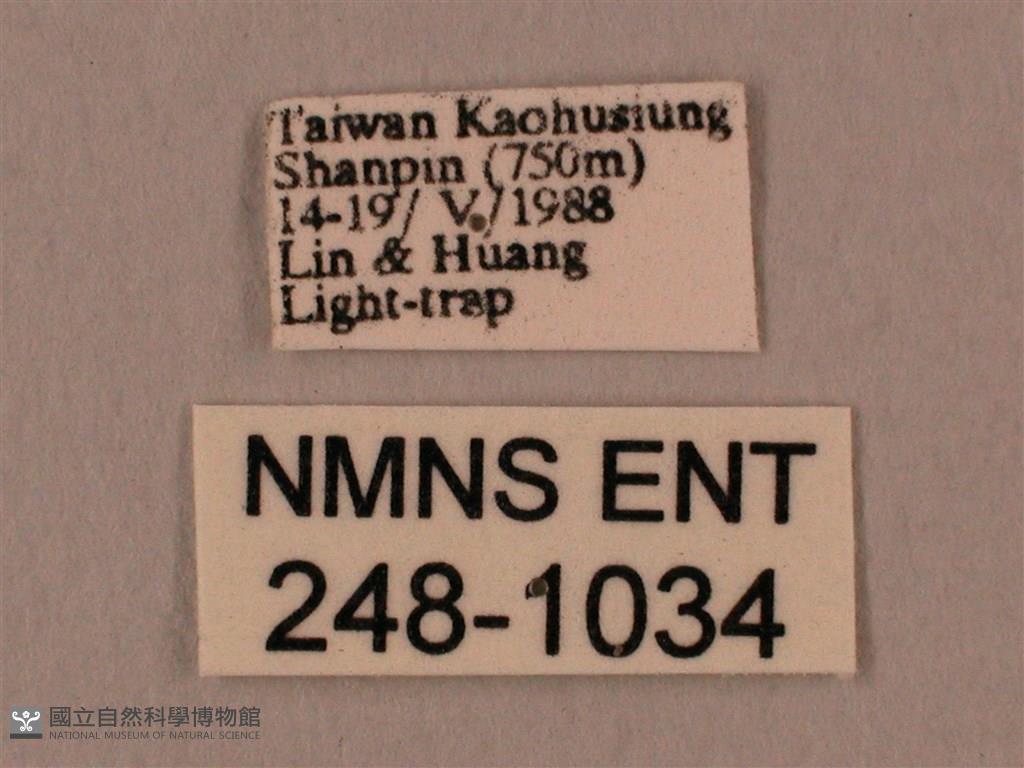 Taiwan Kaohusiung
Shanpin (750m)
14-19/ V./1988
Lin & Huang
Light-trap
NMNS ENT
248-1034
國立自然科學博物館
NATIONAL MUSEUM OF NATURAL SCIENCE